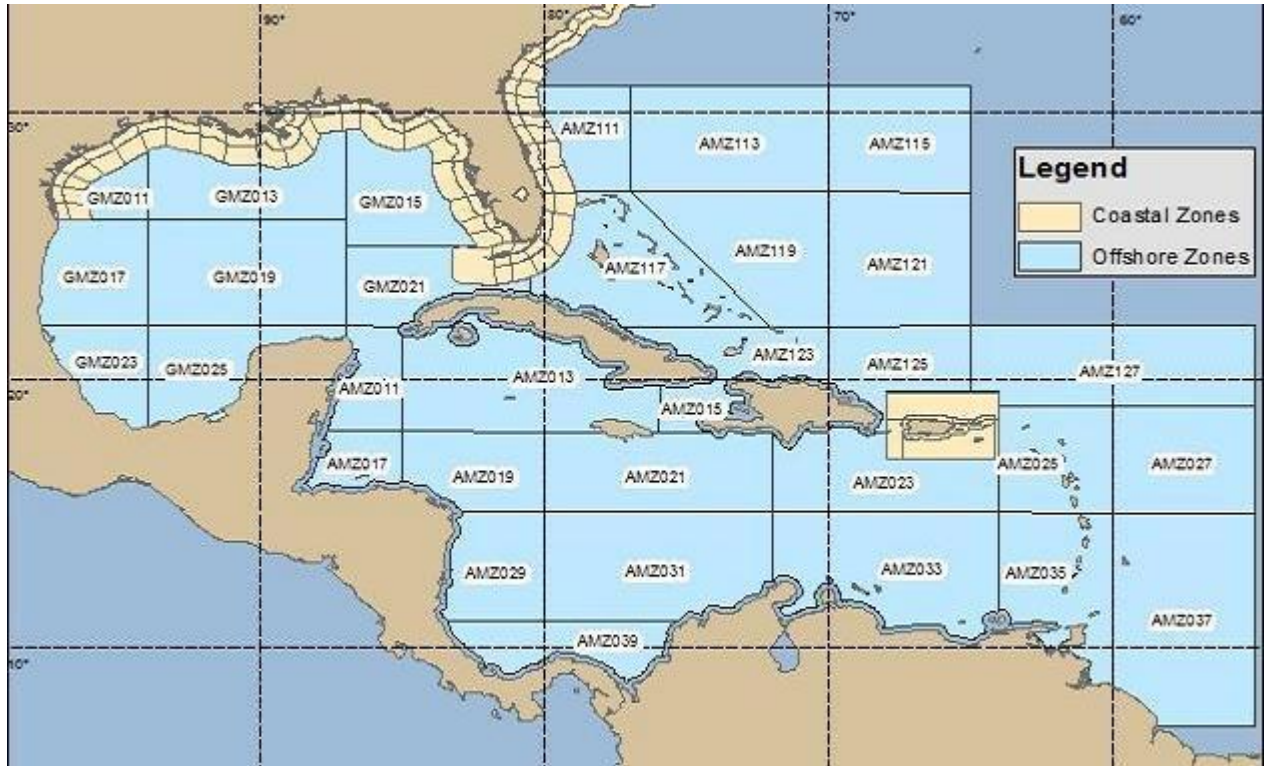 90°
80°
70°
60°
30°
AMZ111
AMZ113
AMZ115
Legend
Coastal Zones
Offshore Zones
GMZ011
GMZ013
GMZ015
GMZ017
GMZ019
GMZ021
AMZ117
AMZ119
AMZ121
GMZ023
GMZ025
AMZ011
AMZ013
AMZ123
AMZ125
AMZ127
20°
AMZ015
AMZ017
AMZ019
AMZ021
AMZ023
AMZ025
AMZ027
AMZ029
AMZ031
AMZ033
AMZ035
AMZ037
AMZ039
10°